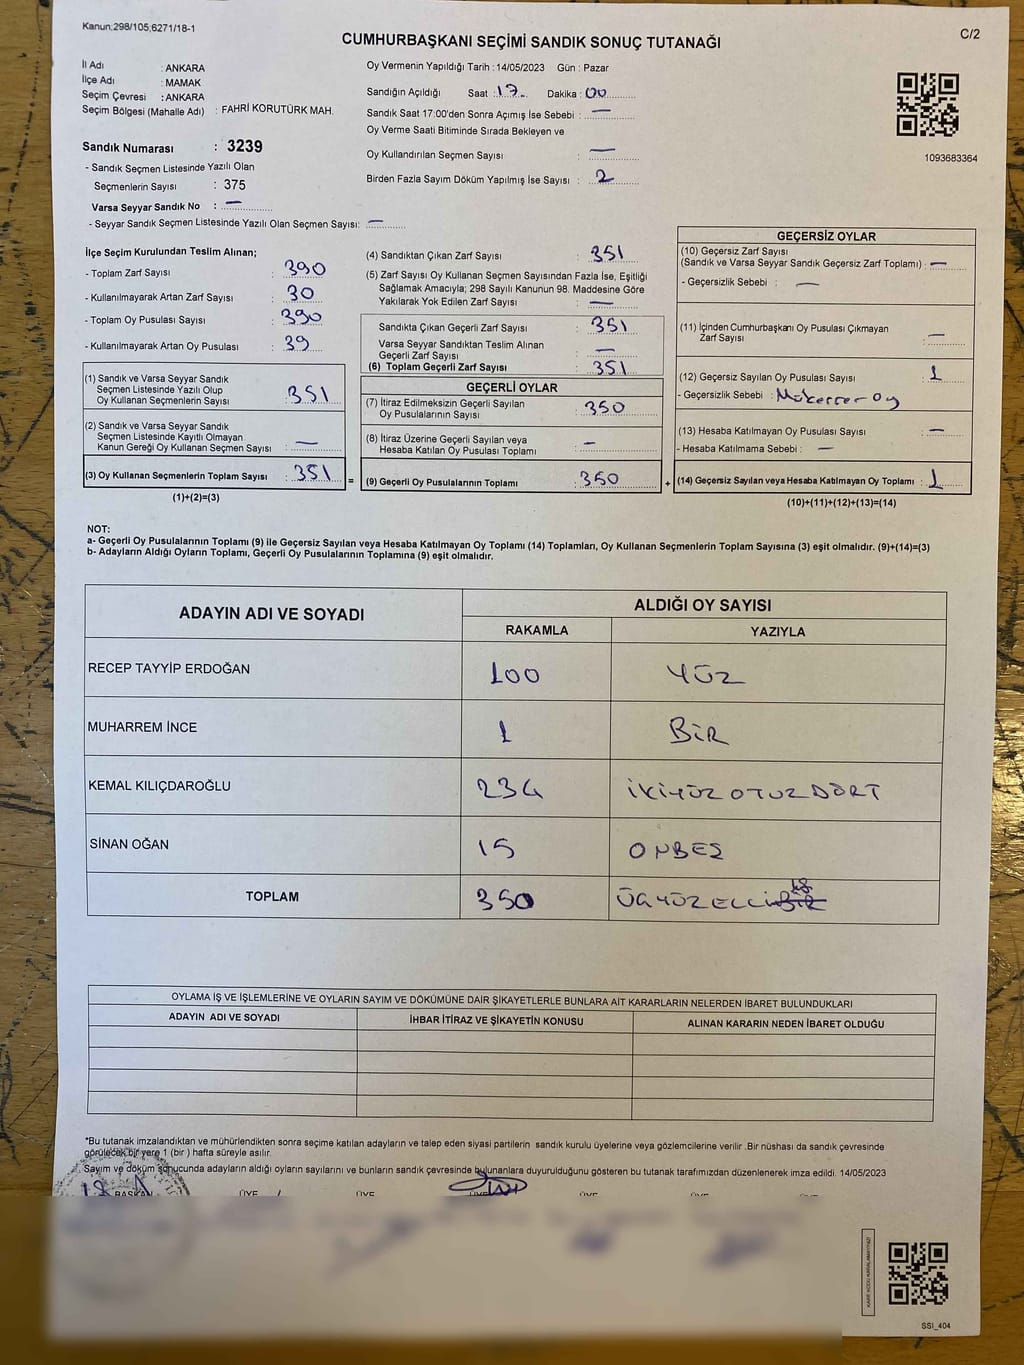 Kanun;298/105;6271/18-1
C/2
CUMHURBAŞKANI SEÇİMİ SANDIK SONUÇ TUTANAĞI
İl Adı : ANKARA
İlçe Adı : MAMAK
Seçim Çevresi : ANKARA
Seçim Bölgesi (Mahalle Adı) : FAHRİ KORUTÜRK MAH.
Sandık Numarası : 3239
- Sandık Seçmen Listesinde Yazılı Olan
Seçmenlerin Sayısı : 375
Varsa Seyyar Sandık No : —
- Seyyar Sandık Seçmen Listesinde Yazılı Olan Seçmen Sayısı: —
Oy Vermenin Yapıldığı Tarih : 14/05/2023 Gün : Pazar
Sandığın Açıldığı Saat : 17 Dakika : 00
Sandık Saat 17:00'den Sonra Açımış İse Sebebi : —
Oy Verme Saati Bitiminde Sırada Bekleyen ve
Oy Kullandırılan Seçmen Sayısı : —
Birden Fazla Sayım Döküm Yapılmış İse Sayısı : 2
1093683364
İlçe Seçim Kurulundan Teslim Alınan;
- Toplam Zarf Sayısı : 390
- Kullanılmayarak Artan Zarf Sayısı : 30
- Toplam Oy Pusulası Sayısı : 390
- Kullanılmayarak Artan Oy Pusulası : 39
(1) Sandık ve Varsa Seyyar Sandık
Seçmen Listesinde Yazılı Olup
Oy Kullanan Seçmenlerin Sayısı : 351
(2) Sandık ve Varsa Seyyar Sandık
Seçmen Listesinde Kayıtlı Olmayan
Kanun Gereği Oy Kullanan Seçmen Sayısı : —
(3) Oy Kullanan Seçmenlerin Toplam Sayısı : 351
(1)+(2)=(3)
=
(4) Sandıktan Çıkan Zarf Sayısı : 351
(5) Zarf Sayısı Oy Kullanan Seçmen Sayısından Fazla İse, Eşitliği
Sağlamak Amacıyla; 298 Sayılı Kanunun 98. Maddesine Göre
Yakılarak Yok Edilen Zarf Sayısı : —
Sandıkta Çıkan Geçerli Zarf Sayısı : 351
Varsa Seyyar Sandıktan Teslim Alınan
Geçerli Zarf Sayısı : —
(6) Toplam Geçerli Zarf Sayısı : 351
GEÇERLİ OYLAR
(7) İtiraz Edilmeksizin Geçerli Sayılan
Oy Pusulalarının Sayısı : 350
(8) İtiraz Üzerine Geçerli Sayılan veya
Hesaba Katılan Oy Pusulası Toplamı : —
(9) Geçerli Oy Pusulalarının Toplamı : 350
+
GEÇERSİZ OYLAR
(10) Geçersiz Zarf Sayısı
(Sandık ve Varsa Seyyar Sandık Geçersiz Zarf Toplamı) : —
- Geçersizlik Sebebi : —
(11) İçinden Cumhurbaşkanı Oy Pusulası Çıkmayan
Zarf Sayısı : —
(12) Geçersiz Sayılan Oy Pusulası Sayısı : 1
- Geçersizlik Sebebi : Mükerrer oy
(13) Hesaba Katılmayan Oy Pusulası Sayısı : —
- Hesaba Katılmama Sebebi : —
(14) Geçersiz Sayılan veya Hesaba Katılmayan Oy Toplamı : 1
(10)+(11)+(12)+(13)=(14)
NOT:
a- Geçerli Oy Pusulalarının Toplamı (9) ile Geçersiz Sayılan veya Hesaba Katılmayan Oy Toplamı (14) Toplamları, Oy Kullanan Seçmenlerin Toplam Sayısına (3) eşit olmalıdır. (9)+(14)=(3)
b- Adayların Aldığı Oyların Toplamı, Geçerli Oy Pusulalarının Toplamına (9) eşit olmalıdır.
ADAYIN ADI VE SOYADI ALDIĞI OY SAYISI
RAKAMLA YAZIYLA
RECEP TAYYİP ERDOĞAN 100 YÜZ
MUHARREM İNCE 1 BİR
KEMAL KILIÇDAROĞLU 234 İKİYÜZOTUZDÖRT
SİNAN OĞAN 15 ONBEŞ
TOPLAM 350 ÜÇYÜZELLİBİR
OYLAMA İŞ VE İŞLEMLERİNE VE OYLARIN SAYIM VE DÖKÜMÜNE DAİR ŞİKAYETLERLE BUNLARA AİT KARARLARIN NELERDEN İBARET BULUNDUKLARI
ADAYIN ADI VE SOYADI İHBAR İTİRAZ VE ŞİKAYETİN KONUSU ALINAN KARARIN NEDEN İBARET OLDUĞU
*Bu tutanak imzalandıktan ve mühürlendikten sonra seçime katılan adayların ve talep eden siyasi partilerin sandık kurulu üyelerine veya gözlemcilerine verilir .Bir nüshası da sandık çevresinde
görülecek bir yere 1 (bir ) hafta süreyle asılır.
Sayım ve döküm sonucunda adayların aldığı oyların sayılarını ve bunların sandık çevresinde bulunanlara duyurulduğunu gösteren bu tutanak tarafımızdan düzenlenerek imza edildi. 14/05/2023
BAŞKAN ÜYE ÜYE ÜYE ÜYE ÜYE
SSI_404